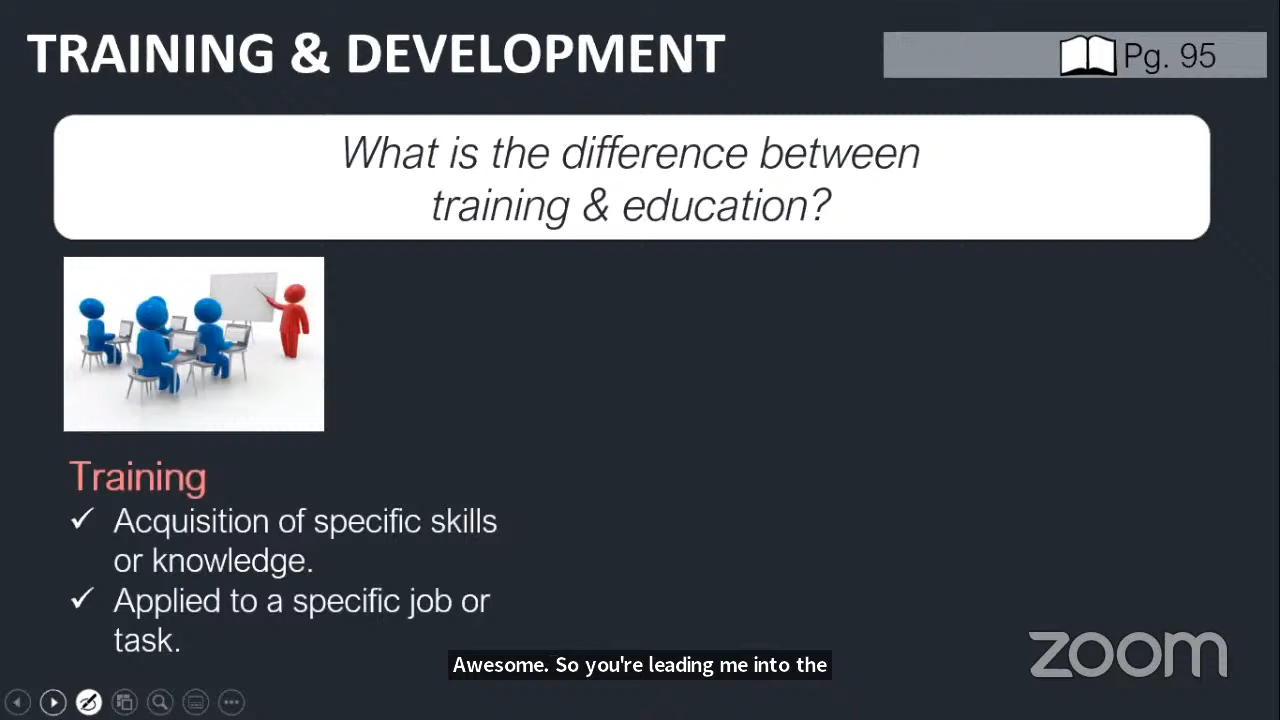 TRAINING & DEVELOPMENT
Pg. 95
What is the difference between
training & education?
Training
✓ Acquisition of specific skills
or knowledge.
✓ Applied to a specific job or
task.
Awesome. So you're leading me into the
zoom